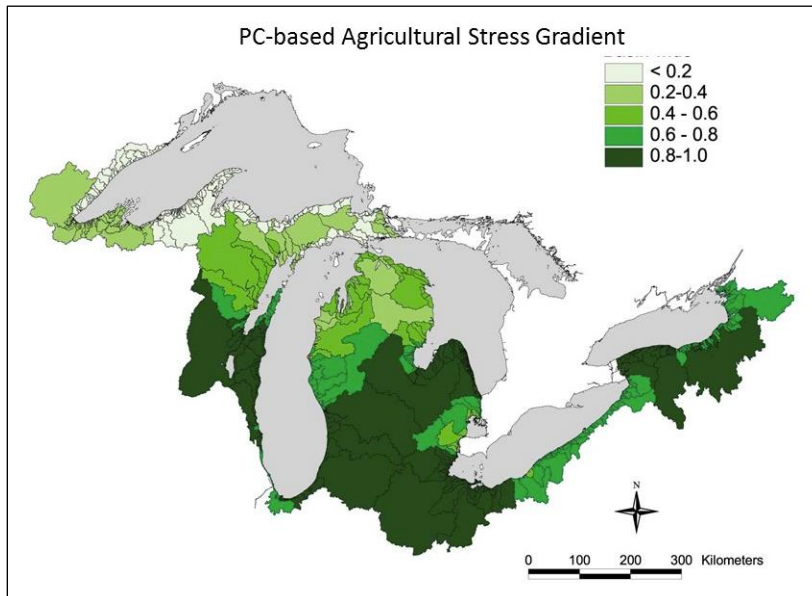 PC-based Agricultural Stress Gradient
< 0.2
0.2-0.4
0.4 - 0.6
0.6 - 0.8
0.8-1.0
N
0 100 200 300 Kilometers